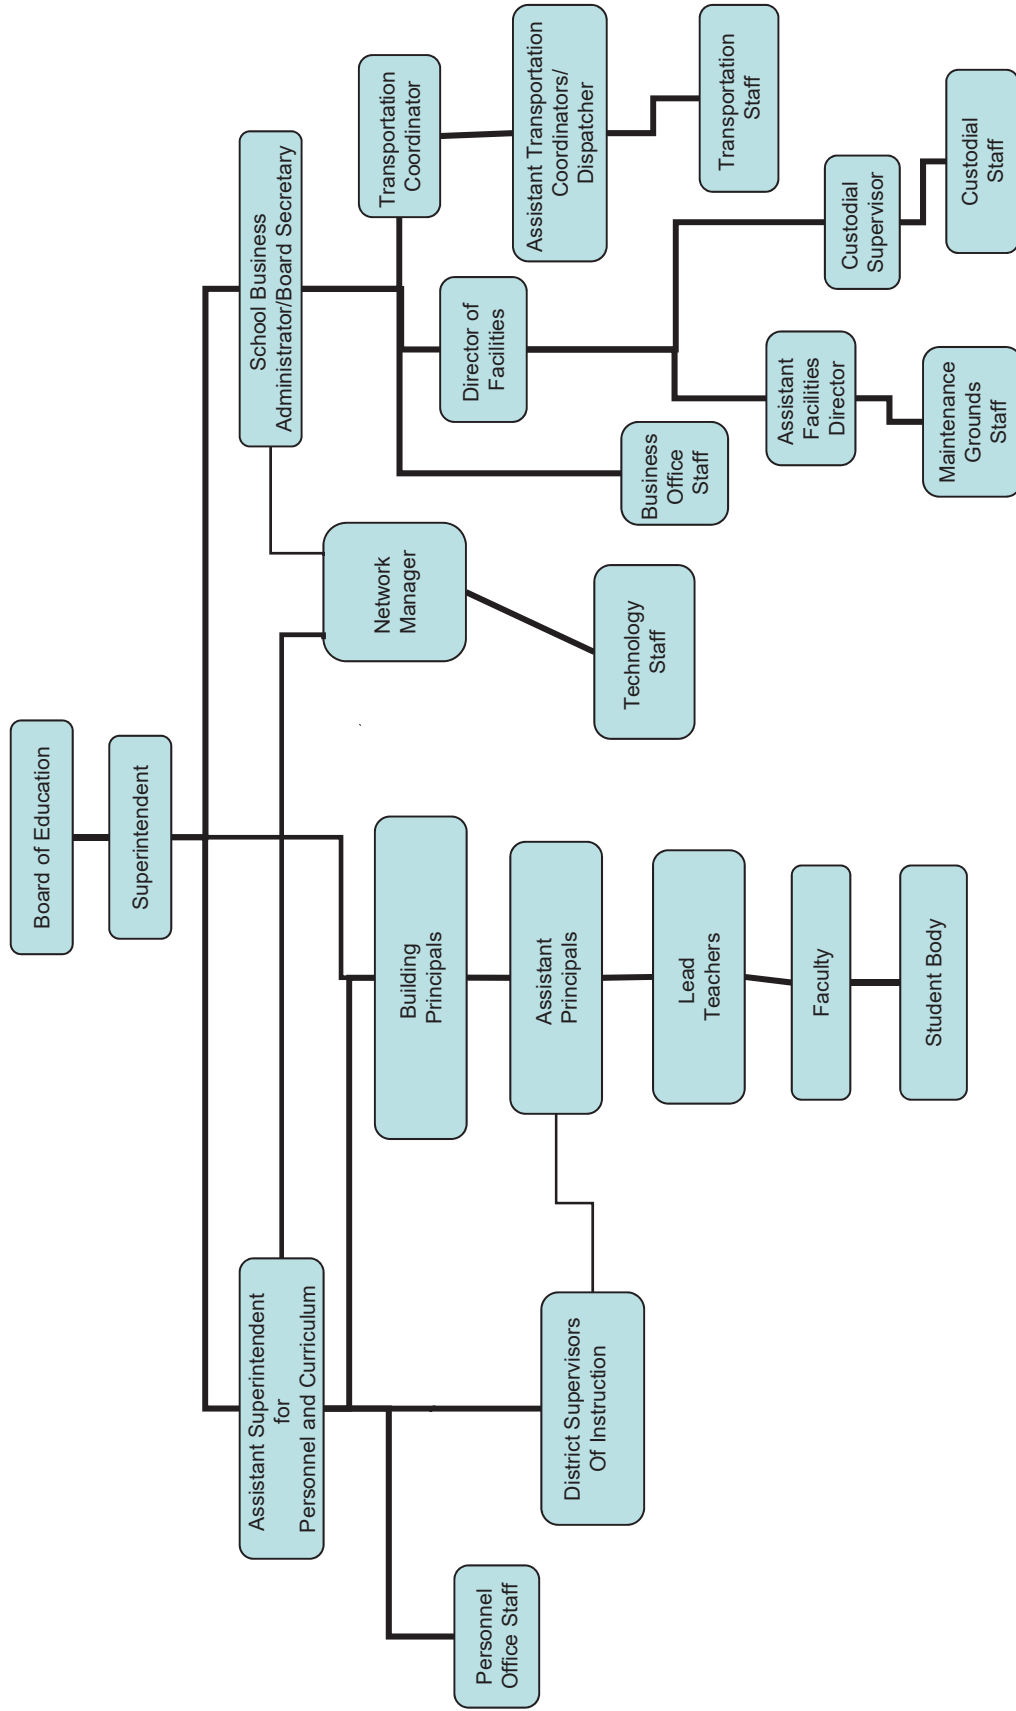 Board of Education
Superintendent
Assistant Superintendent
for
Personnel and Curriculum
School Business
Administrator/Board Secretary
Network
Manager
Transportation
Coordinator
Building
Principals
Director of
Facilities
Personnel
Office Staff
Assistant
Principals
Assistant Transportation
Coordinators/
Dispatcher
District Supervisors
Of Instruction
Technology
Staff
Business
Office
Staff
Lead
Teachers
Transportation
Staff
Assistant
Facilities
Director
Faculty
Custodial
Supervisor
Student Body
Maintenance
Grounds
Staff
Custodial
Staff